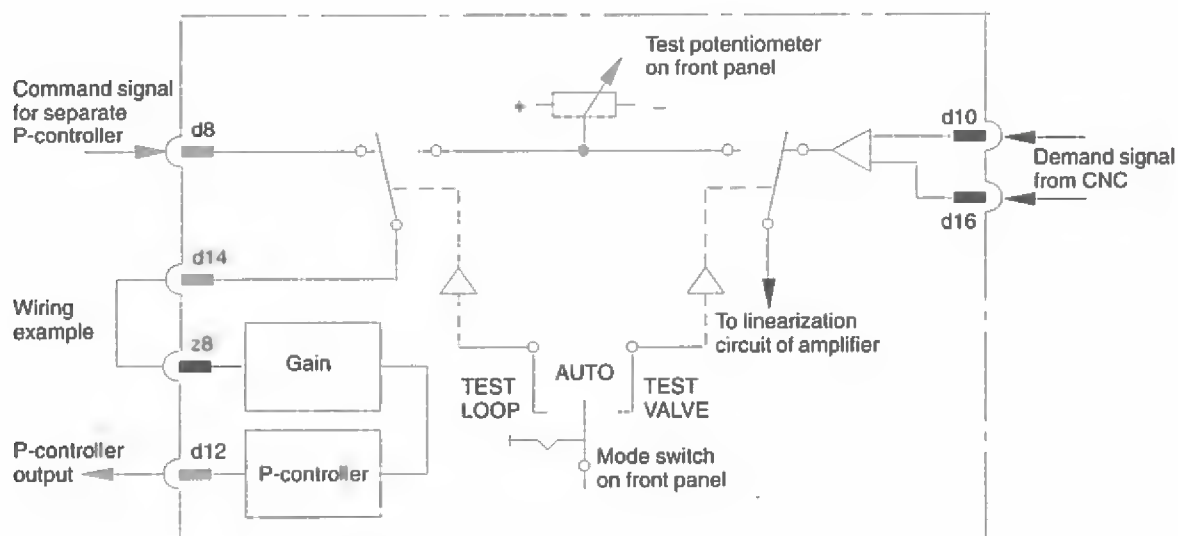 Test potentiometer
on front panel
Command signal
for separate
P-controller
d8
+
–
d10
Demand signal
from CNC
d16
d14
Wiring
example
z8
Gain
To linearization
circuit of amplifier
TEST
LOOP
AUTO
TEST
VALVE
P-controller
output
d12
P-controller
Mode switch
on front panel